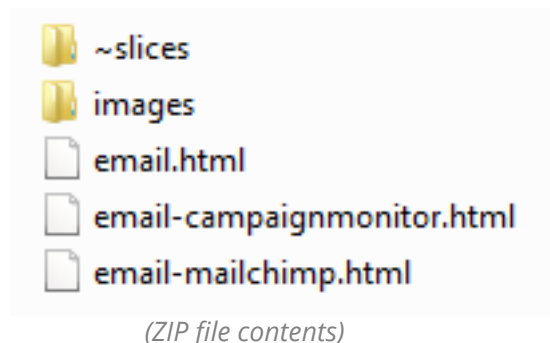 ~slices
images
email.html
email-campaignmonitor.html
email-mailchimp.html
(ZIP file contents)